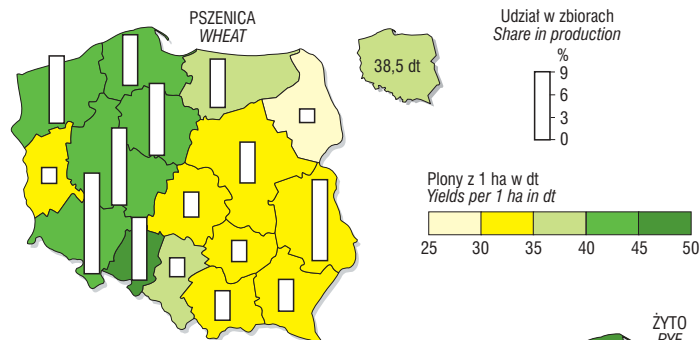 PSZENICA
WHEAT
38,5 dt
Udział w zbiorach
Share in production
%
9
6
3
0
Plony z 1 ha w dt
Yields per 1 ha in dt
25 30 35 40 45 50
ŻYTO
RYE